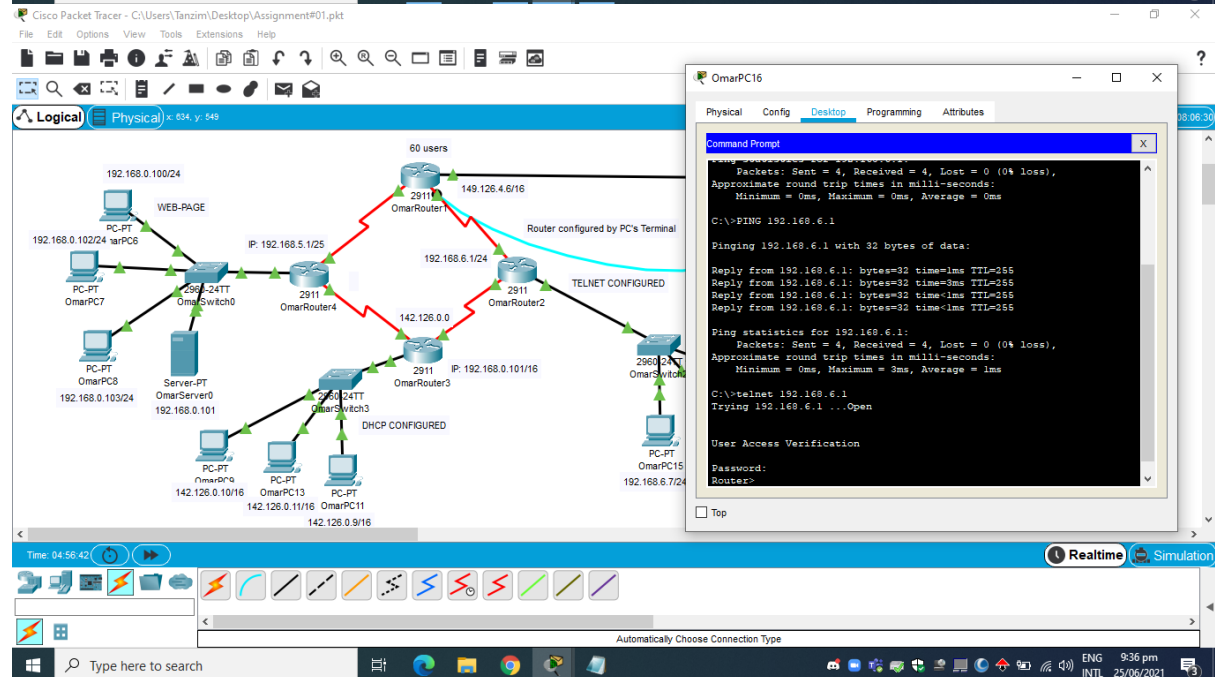 Cisco Packet Tracer - C:\Users\Tanzim\Desktop\Assignment#01.pkt
File Edit Options View Tools Extensions Help
?
Logical Physical x: 634, y: 549
08:06:30
60 users
192.168.0.100/24
WEB-PAGE
149.126.4.6/16
2911
OmarRouter1
PC-PT
192.168.0.102/24
Router configured by PC's Terminal
IP: 192.168.5.1/25
192.168.6.1/24
PC-PT
OmarPC7
2960-24TT
OmarSwitch0
2911
OmarRouter4
2911
OmarRouter2
TELNET CONFIGURED
142.126.0.0
PC-PT
OmarPC8
192.168.0.103/24
Server-PT
OmarServer0
192.168.0.101
2911
OmarRouter3
IP: 192.168.0.101/16
2960-24TT
2960-24TT
OmarSwitch3
DHCP CONFIGURED
PC-PT
OmarPC15
192.168.6.7/24
PC-PT
OmarPC9
142.126.0.10/16
PC-PT
OmarPC13
142.126.0.11/16
PC-PT
OmarPC11
142.126.0.9/16
OmarPC16
Physical Config Desktop Programming Attributes
Command Prompt X
Packets: Sent = 4, Received = 4, Lost = 0 (0% loss),
Approximate round trip times in milli-seconds:
Minimum = 0ms, Maximum = 0ms, Average = 0ms
C:\>PING 192.168.6.1
Pinging 192.168.6.1 with 32 bytes of data:
Reply from 192.168.6.1: bytes=32 time=1ms TTL=255
Reply from 192.168.6.1: bytes=32 time=3ms TTL=255
Reply from 192.168.6.1: bytes=32 time<1ms TTL=255
Reply from 192.168.6.1: bytes=32 time<1ms TTL=255
Ping statistics for 192.168.6.1:
Packets: Sent = 4, Received = 4, Lost = 0 (0% loss),
Approximate round trip times in milli-seconds:
Minimum = 0ms, Maximum = 3ms, Average = 1ms
C:\>telnet 192.168.6.1
Trying 192.168.6.1 ...Open
User Access Verification
Password:
Router>
Top
Time: 04:56:42
Realtime Simulation
Automatically Choose Connection Type
Type here to search
ENG
INTL
9:36 pm
25/06/2021
3